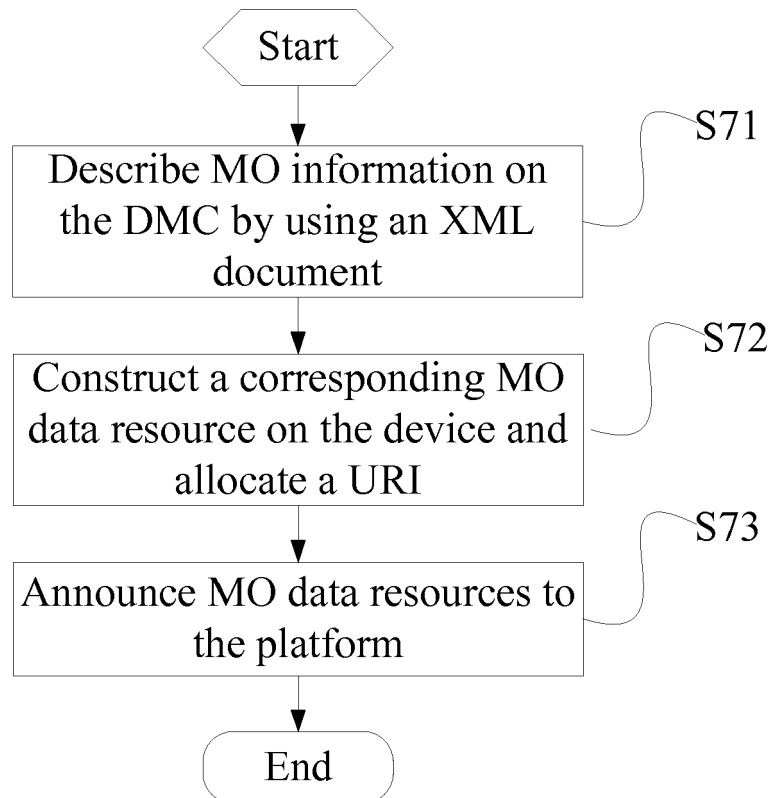 Start
S71
Describe MO information on
the DMC by using an XML
document
S72
Construct a corresponding MO
data resource on the device and
allocate a URI
S73
Announce MO data resources to
the platform
End